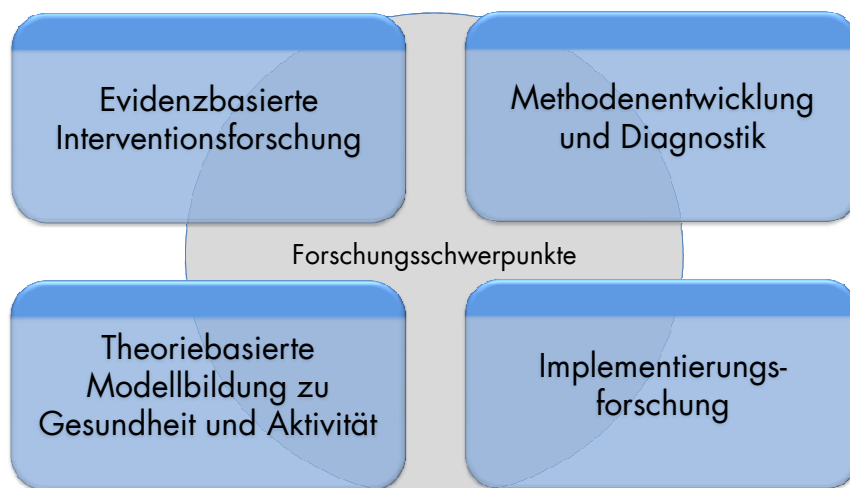 Evidenzbasierte
Interventionsforschung
Methodenentwicklung
und Diagnostik
Forschungsschwerpunkte
Theoriebasierte
Modellbildung zu
Gesundheit und Aktivität
Implementierungs-
forschung